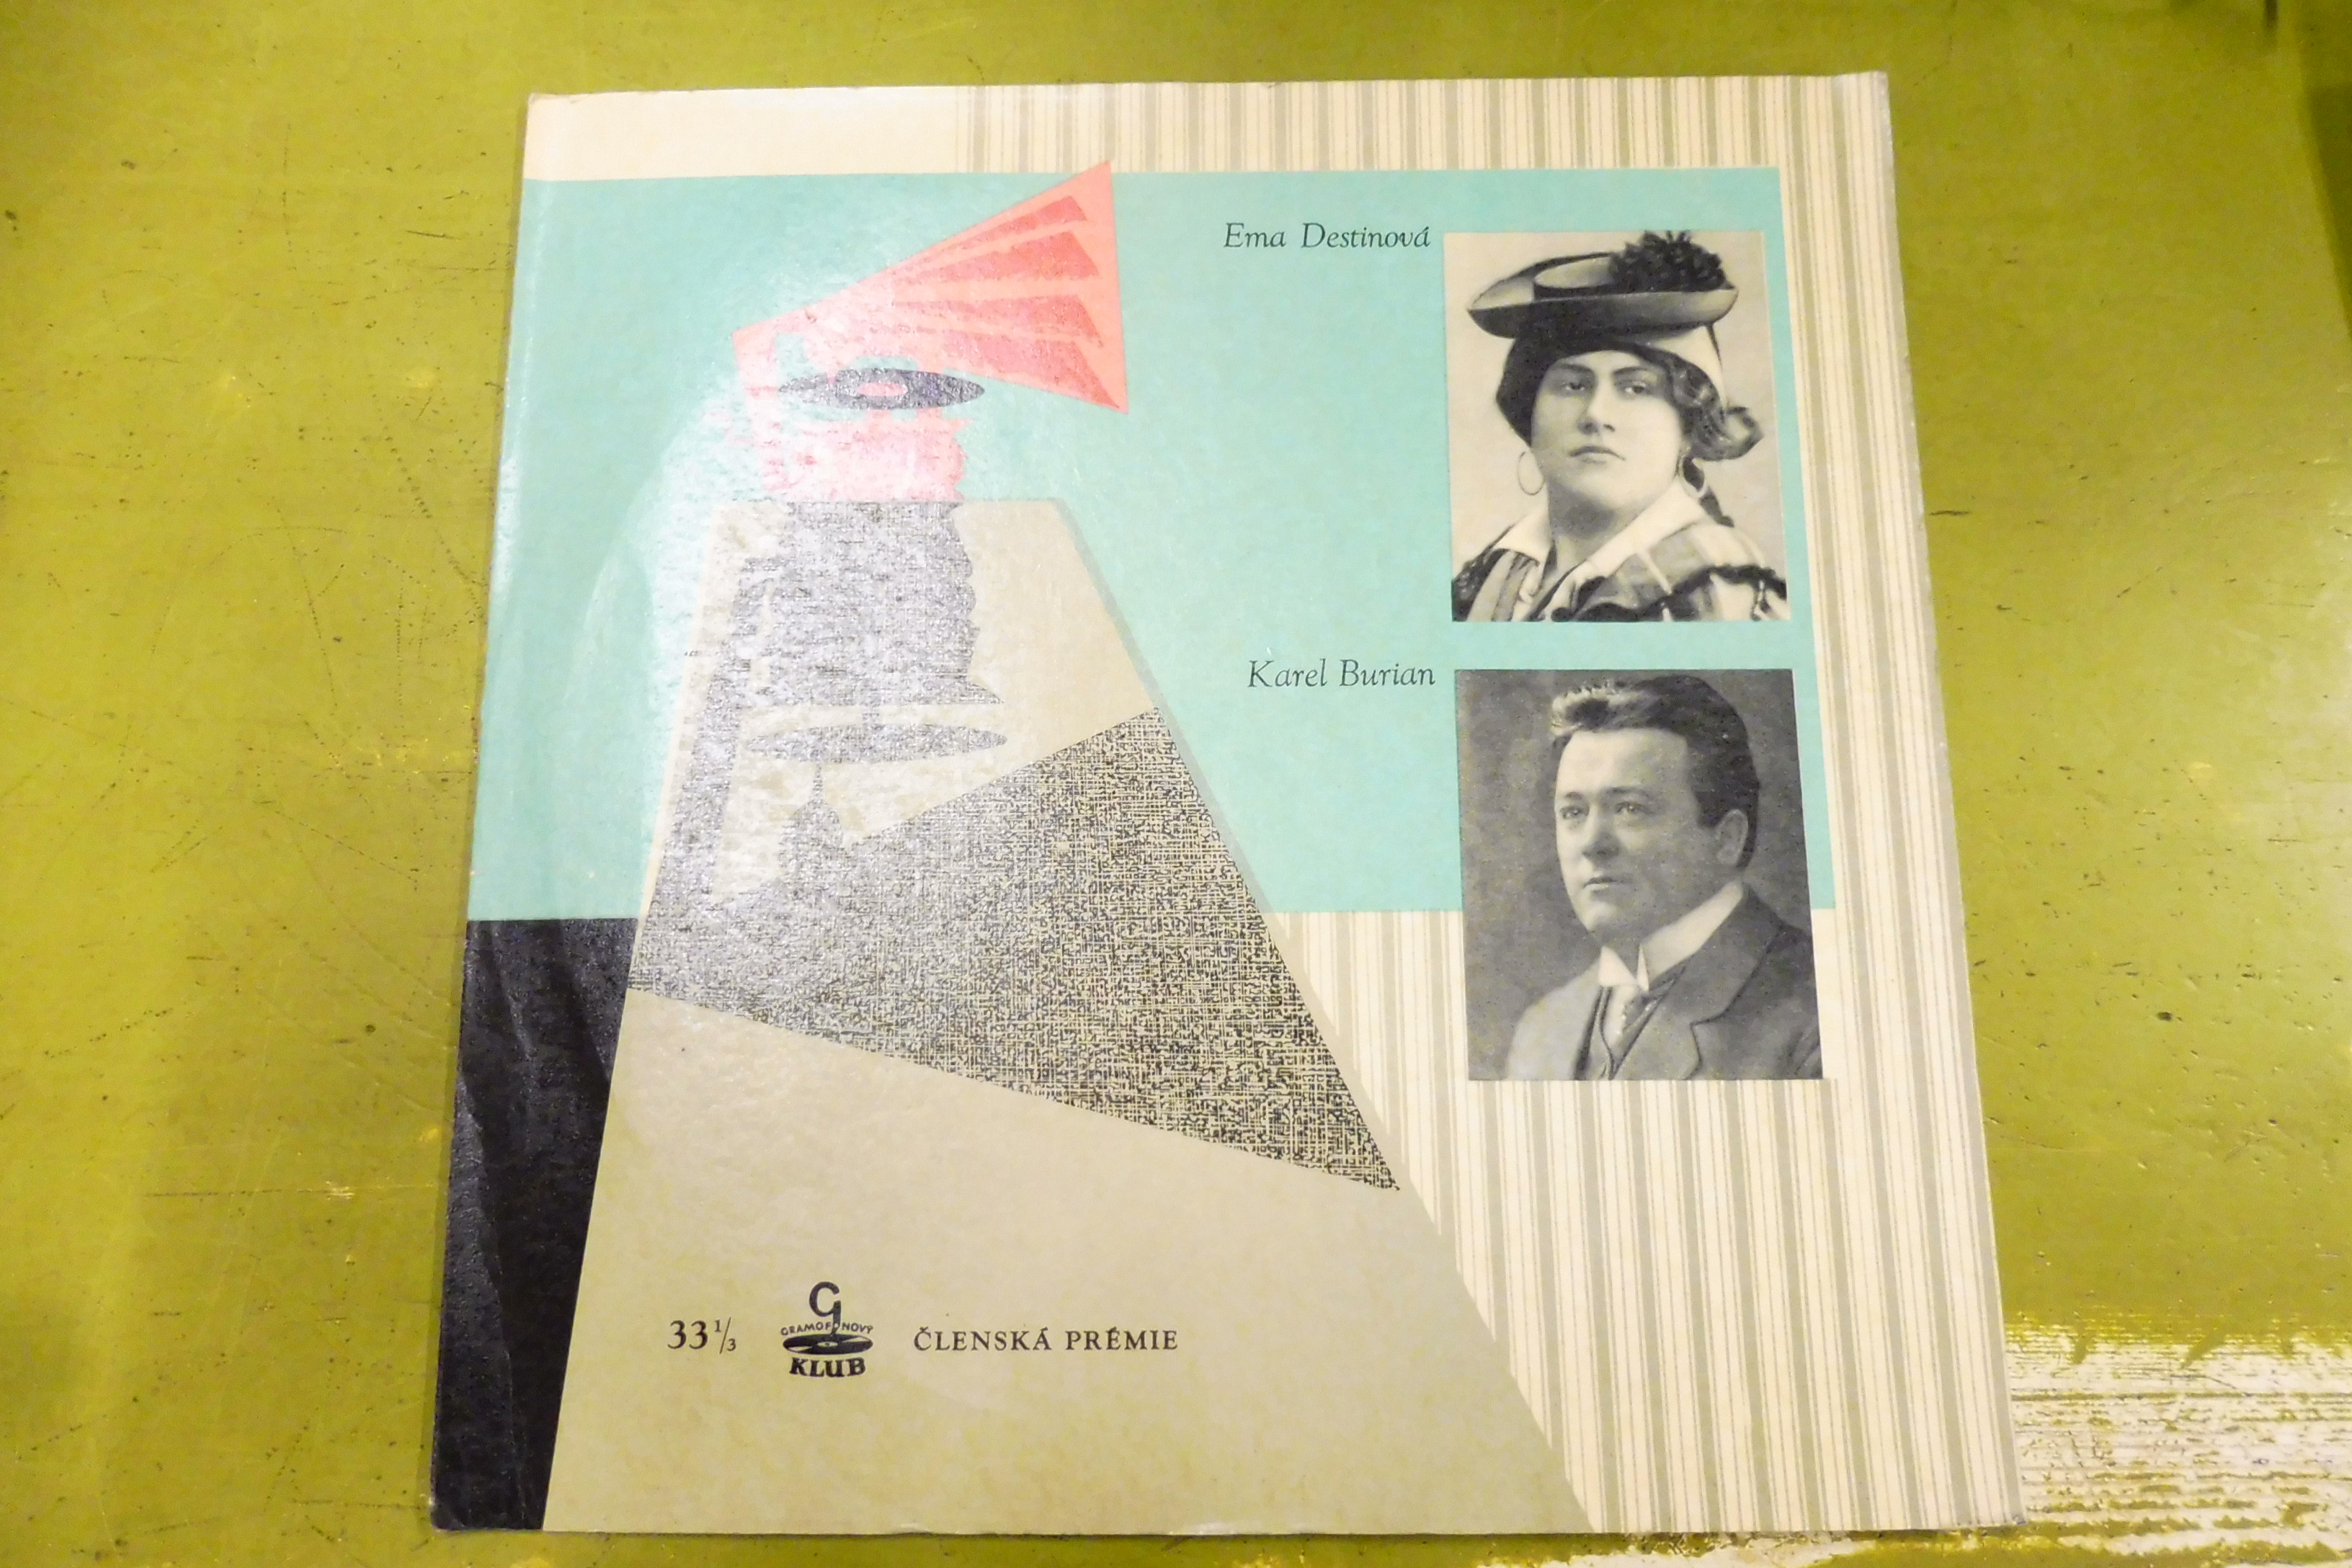 Ema Destinová
Karel Burian
33 1/3
G
GRAMOFONOVÝ
KLUB
ČLENSKÁ PRÉMIE